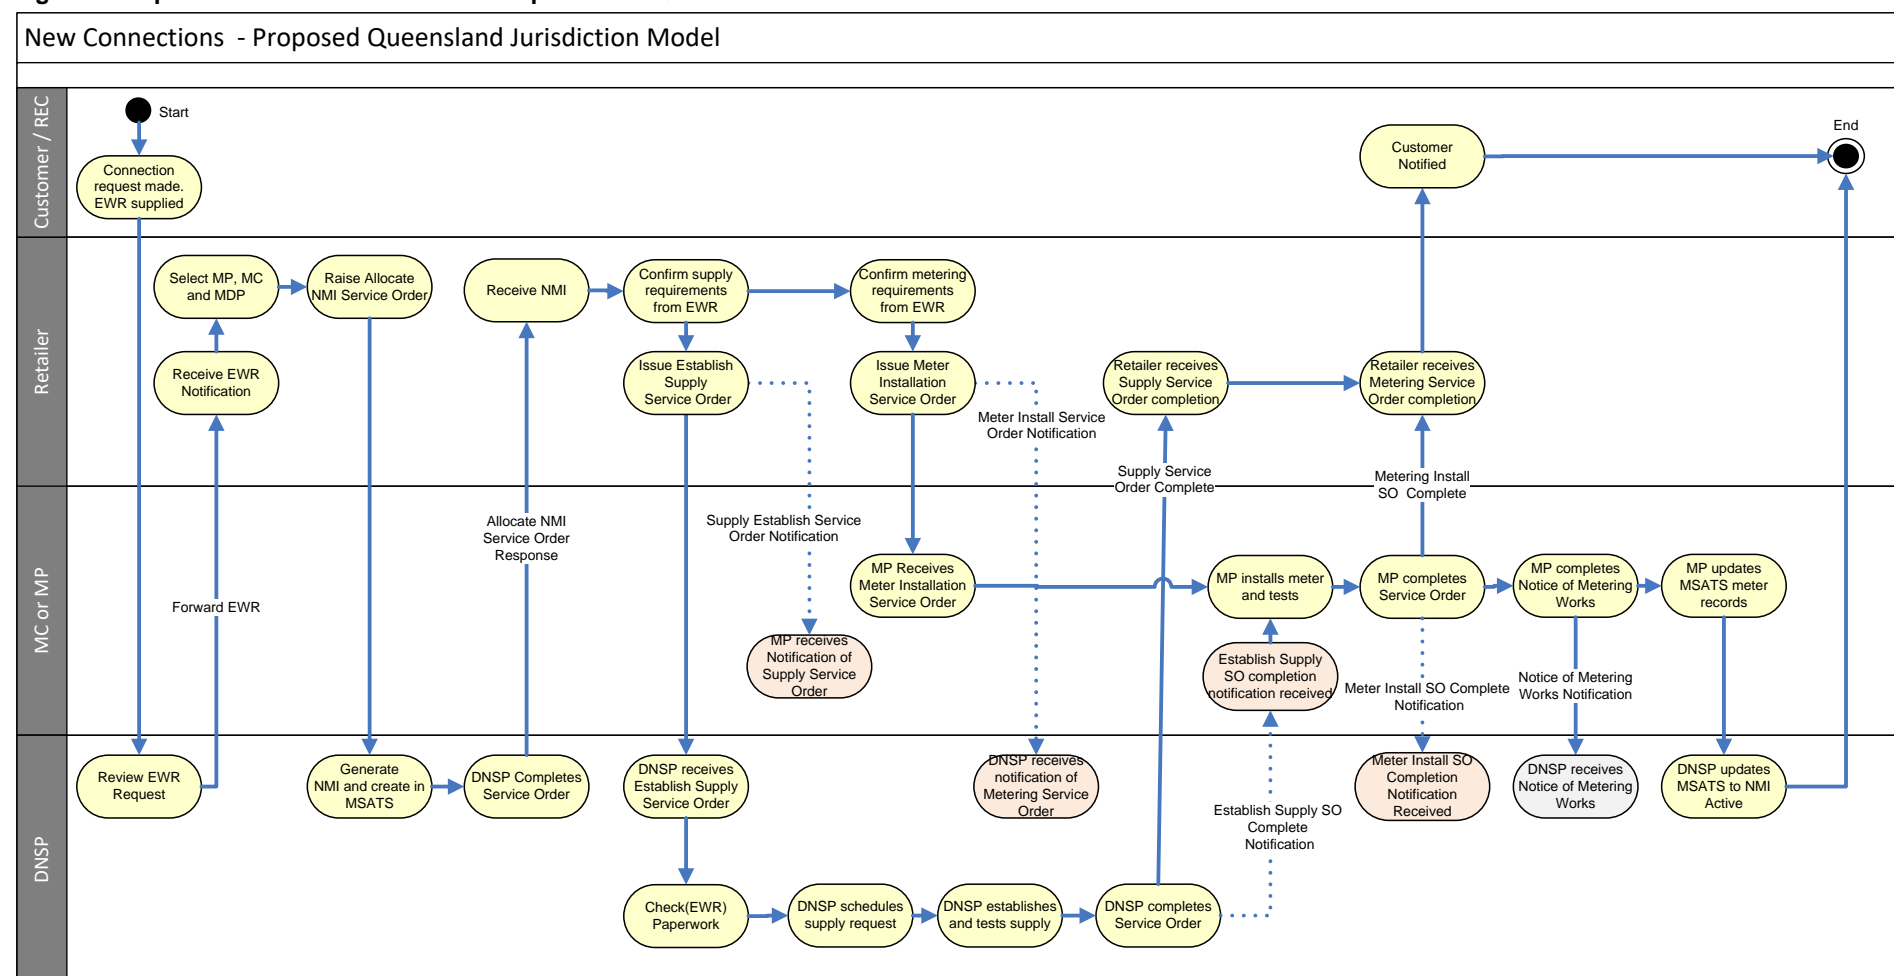 New Connections - Proposed Queensland Jurisdiction Model
Customer / REC
Start
Connection
request made.
EWR supplied
Customer
Notified
End
Retailer
Select MP, MC
and MDP
Raise Allocate
NMI Service Order
Receive NMI
Confirm supply
requirements
from EWR
Confirm metering
requirements
from EWR
Receive EWR
Notification
Issue Establish
Supply
Service Order
Issue Meter
Installation
Service Order
Retailer receives
Supply Service
Order completion
Retailer receives
Metering Service
Order completion
Meter Install Service
Order Notification
Supply Service
Order Complete
Metering Install
SO Complete
MC or MP
Allocate NMI
Service Order
Response
Supply Establish Service
Order Notification
Forward EWR
MP Receives
Meter Installation
Service Order
MP installs meter
and tests
MP completes
Service Order
MP completes
Notice of Metering
Works
MP updates
MSATS meter
records
MP receives
Notification of
Supply Service
Order
Establish Supply
SO completion
notification received
Meter Install SO Complete
Notification
Notice of Metering
Works Notification
DNSP
Review EWR
Request
Generate
NMI and create in
MSATS
DNSP Completes
Service Order
DNSP receives
Establish Supply
Service Order
DNSP receives
notification of
Metering Service
Order
Meter Install SO
Completion
Notification
Received
DNSP receives
Notice of Metering
Works
DNSP updates
MSATS to NMI
Active
Establish Supply SO
Complete
Notification
Check(EWR)
Paperwork
DNSP schedules
supply request
DNSP establishes
and tests supply
DNSP completes
Service Order